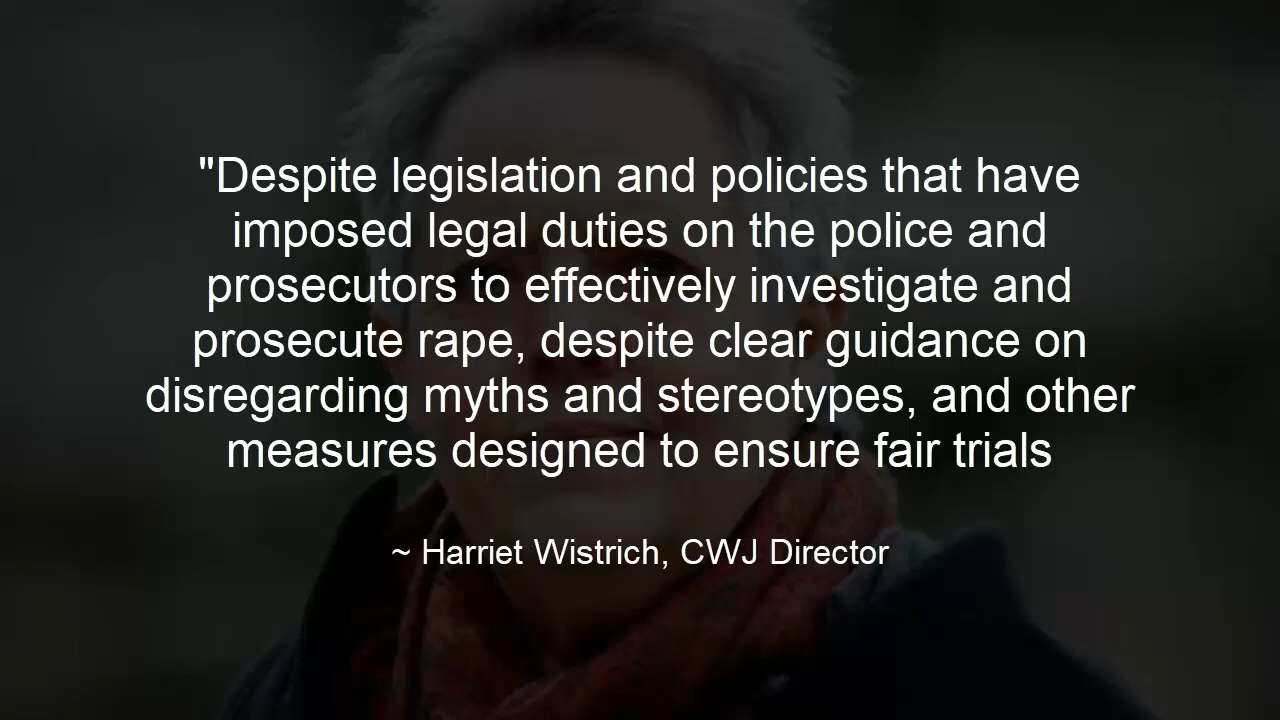 "Despite legislation and policies that have
imposed legal duties on the police and
prosecutors to effectively investigate and
prosecute rape, despite clear guidance on
disregarding myths and stereotypes, and other
measures designed to ensure fair trials
~ Harriet Wistrich, CWJ Director